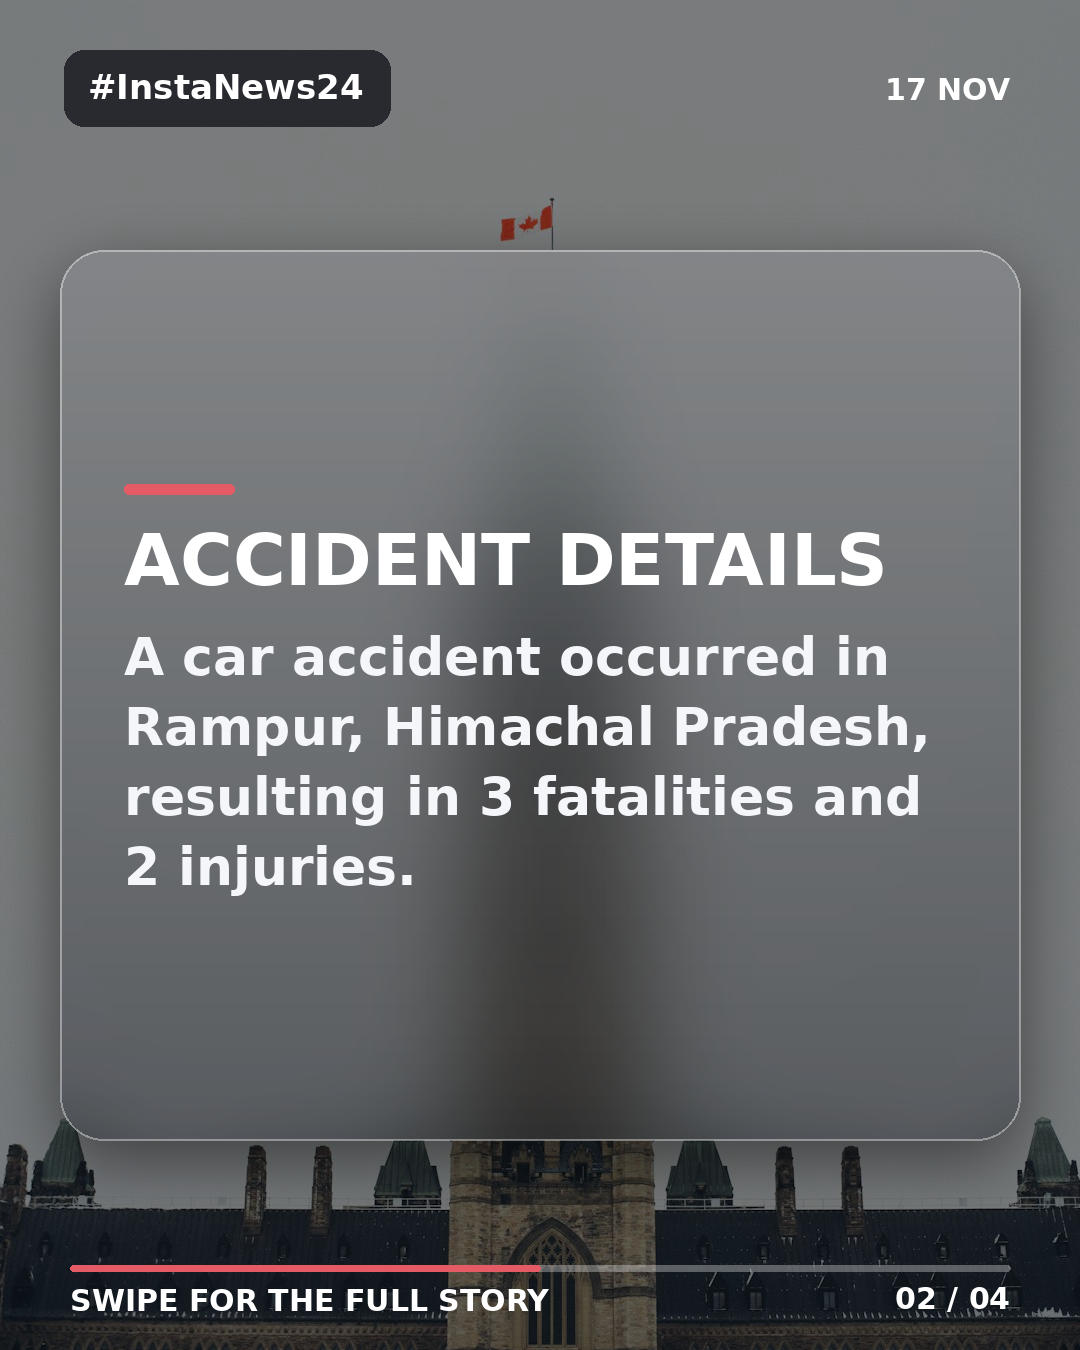 #InstaNews24
17 NOV
ACCIDENT DETAILS
A car accident occurred in
Rampur, Himachal Pradesh,
resulting in 3 fatalities and
2 injuries.
SWIPE FOR THE FULL STORY
02 / 04